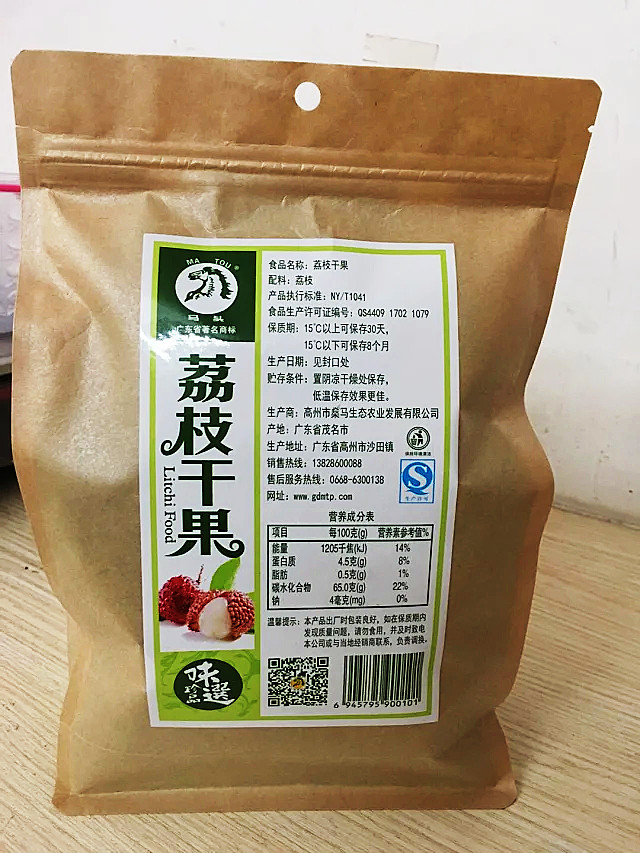 MA TOU ®
广东省著名商标
荔枝干果
Litchi Food
味選
珍品
食品名称：荔枝干果
配料：荔枝
产品执行标准：NY/T1041
食品生产许可证编号：QS4409 1702 1079
保质期：15℃以上可保存30天，
15℃以下可保存8个月
生产日期：见封口处
贮存条件：置阴凉干燥处保存，
低温保存效果更佳。
生产商：高州市燊马生态农业发展有限公司
产地：广东省茂名市
生产地址：广东省高州市沙田镇
销售热线：13828600088
售后服务热线：0668-6300138
网址：www.gdmtp.com
保持环境清洁
生产许可
营养成分表
项目 每100克(g) 营养素参考值%
能量 1205千焦(kJ) 14%
蛋白质 4.5克(g) 8%
脂肪 0.5克(g) 1%
碳水化合物 65.0克(g) 22%
钠 4毫克(mg) 0%
温馨提示：本产品出厂时包装良好，如在保质期内
发现质量问题，请勿食用，并及时致电
本公司或与当地经销商联系，负责调换。
6 945795 900101